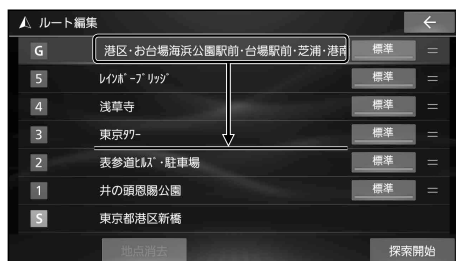 ルート編集
G 港区･お台場海浜公園駅前･台場駅前･芝浦･港南 標準
5 ﾚｲﾝﾎﾞｰﾌﾞﾘｯｼﾞ 標準
4 浅草寺 標準
3 東京ﾀﾜｰ 標準
2 表参道ﾋﾙｽﾞ･駐車場 標準
1 井の頭恩賜公園 標準
S 東京都港区新橋
地点消去 探索開始